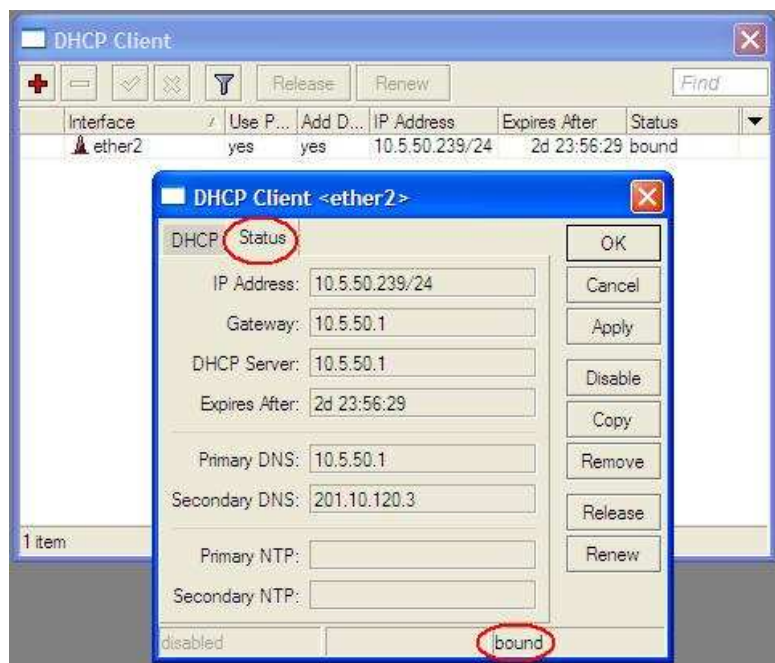 DHCP Client
Release Renew Find
Interface Use P... Add D... IP Address Expires After Status
ether2 yes yes 10.5.50.239/24 2d 23:56:29 bound
DHCP Client <ether2>
DHCP Status
IP Address: 10.5.50.239/24
Gateway: 10.5.50.1
DHCP Server: 10.5.50.1
Expires After: 2d 23:56:29
Primary DNS: 10.5.50.1
Secondary DNS: 201.10.120.3
Primary NTP:
Secondary NTP:
OK
Cancel
Apply
Disable
Copy
Remove
Release
Renew
1 item
disabled bound